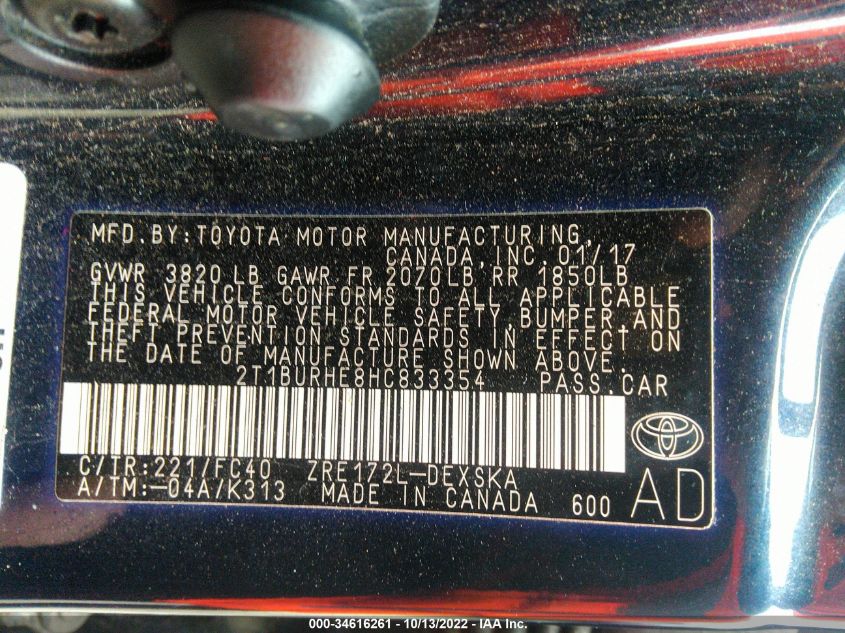 MFD.BY:TOYOTA MOTOR MANUFACTURING,
CANADA,INC.01/17
GVWR 3820 LB GAWR FR 2070LB RR 1850LB
THIS VEHICLE CONFORMS TO ALL APPLICABLE
FEDERAL MOTOR VEHICLE SAFETY,BUMPER,AND
THEFT PREVENTION STANDARDS IN EFFECT ON
THE DATE OF MANUFACTURE SHOWN ABOVE.
2T1BURHE8HC833354 PASS.CAR
C/TR:221/FC40 ZRE172L-DEXSKA
A/TM:-04A/K313 MADE IN CANADA 600 AD
000-34616261 - 10/13/2022 - IAA Inc.